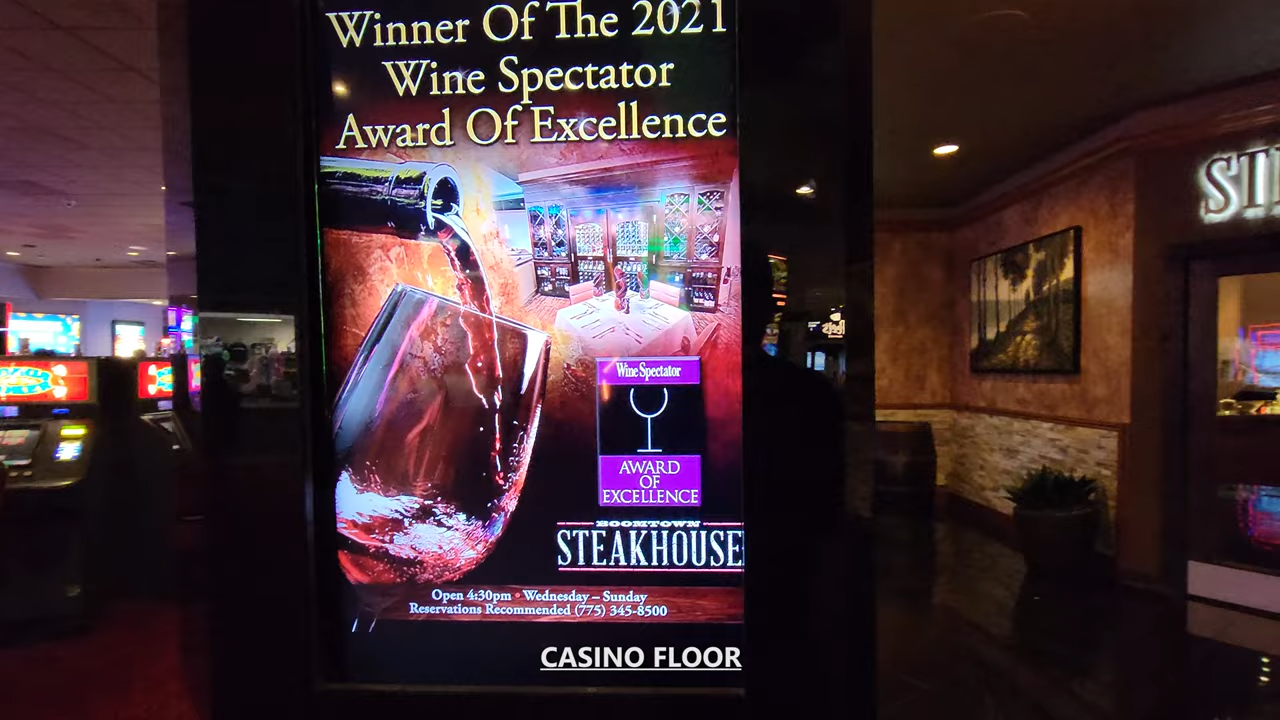 Winner Of The 2021
Wine Spectator
Award Of Excellence
Wine Spectator
AWARD
OF
EXCELLENCE
BOOMTOWN
STEAKHOUSE
Open 4:30pm • Wednesday – Sunday
Reservations Recommended (775) 345-8500
CASINO FLOOR